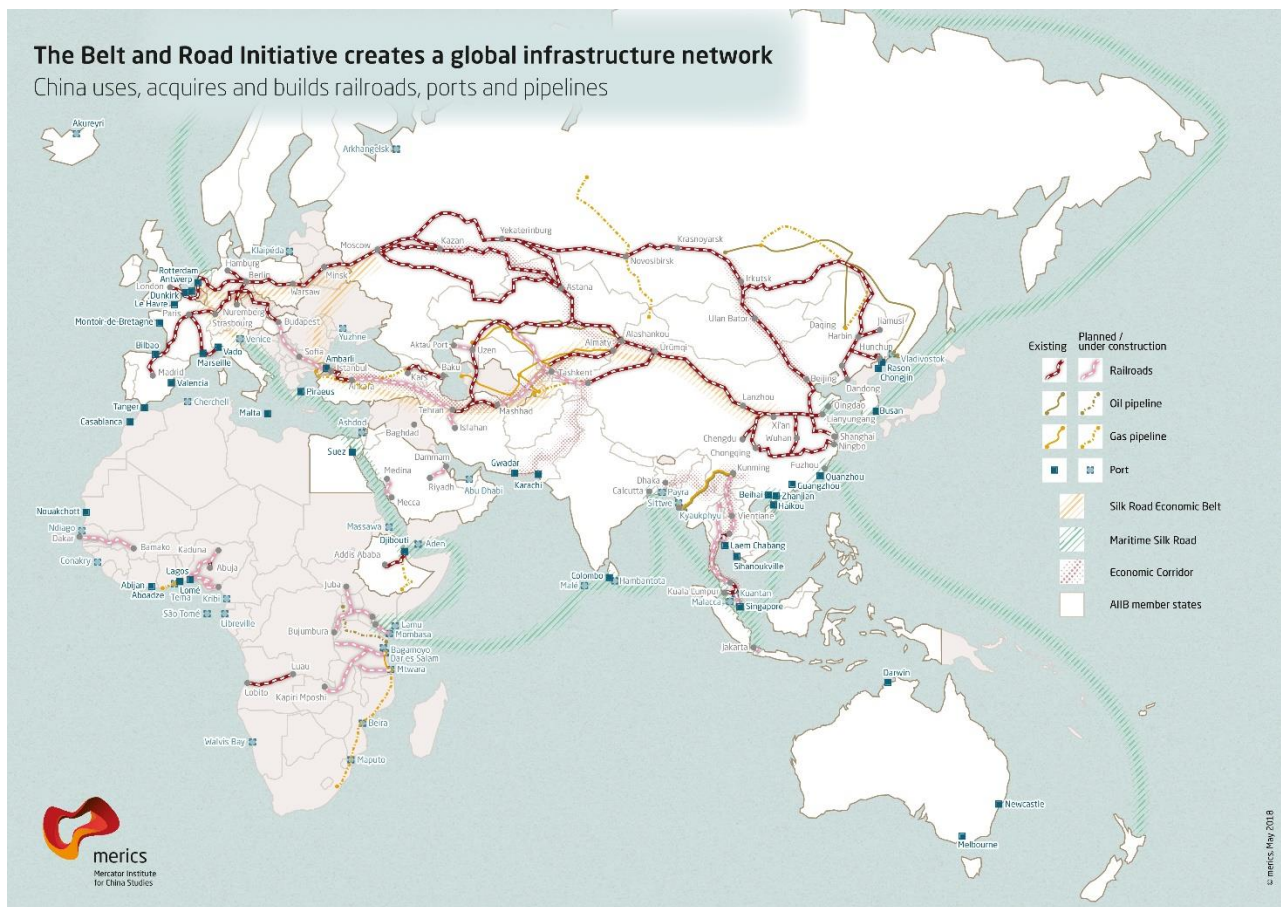 The Belt and Road Initiative creates a global infrastructure network
China uses, acquires and builds railroads, ports and pipelines
Akureyri
Arkhangelsk
Klaipėda
Moscow
Kazan
Yekaterinburg
Novosibirsk
Krasnoyarsk
Irkutsk
Hamburg
Rotterdam
Antwerp
London
Berlin
Minsk
Dunkirk
Warsaw
Le Havre
Paris
Nuremberg
Strasbourg
Budapest
Montoir-de-Bretagne
Venice
Yuzhne
Astana
Ulan Bator
Daqing
Jiamusi
Harbin
Hunchun
Vladivostok
Rason
Chongjin
Bilbao
Vado
Marseille
Madrid
Valencia
Sofia
Ambarli
Istanbul
Ankara
Kars
Baku
Aktau Port
Uzen
Almaty
Alashankou
Ürümqi
Tashkent
Beijing
Dandong
Piraeus
Tanger
Cherchell
Casablanca
Malta
Ashdod
Suez
Baghdad
Tehran
Isfahan
Mashhad
Lanzhou
Qingdao
Lianyungang
Busan
Xi'an
Wuhan
Chengdu
Chongqing
Shanghai
Ningbo
Fuzhou
Quanzhou
Guangzhou
Medina
Mecca
Dammam
Riyadh
Abu Dhabi
Gwadar
Karachi
Dhaka
Calcutta
Payra
Sittwe
Kyaukphyu
Kunming
Beihai
Zhanjian
Haikou
Vientiane
Nouakchott
Ndiago
Dakar
Bamako
Conakry
Kaduna
Abuja
Lagos
Abijan
Lomé
Aboadze
Tema
Kribi
São Tomé
Libreville
Massawa
Djibouti
Aden
Addis Ababa
Juba
Bujumbura
Lamu
Mombasa
Bagamoyo
Dar es Salam
Mtwara
Luau
Lobito
Kapiri Mposhi
Walvis Bay
Beira
Maputo
Colombo
Hambantota
Malé
Laem Chabang
Sihanoukville
Kuala Lumpur
Kuantan
Malacca
Singapore
Jakarta
Darwin
Newcastle
Melbourne
Existing
Planned /
under construction
Railroads
Oil pipeline
Gas pipeline
Port
Silk Road Economic Belt
Maritime Silk Road
Economic Corridor
AIIB member states
merics
Mercator Institute
for China Studies
© merics, May 2018